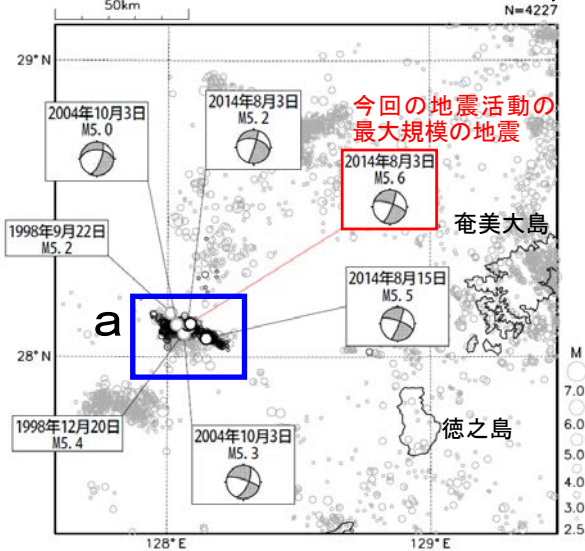 50km
N=4227
29°N
2004年10月3日
M5.0
2014年8月3日
M5.2
今回の地震活動の
最大規模の地震
2014年8月3日
M5.6
奄美大島
1998年9月22日
M5.2
2014年8月15日
M5.5
a
28°N
M
7.0
6.0
5.0
4.0
3.0
2.5
1998年12月20日
M5.4
2004年10月3日
M5.3
徳之島
128°E
129°E